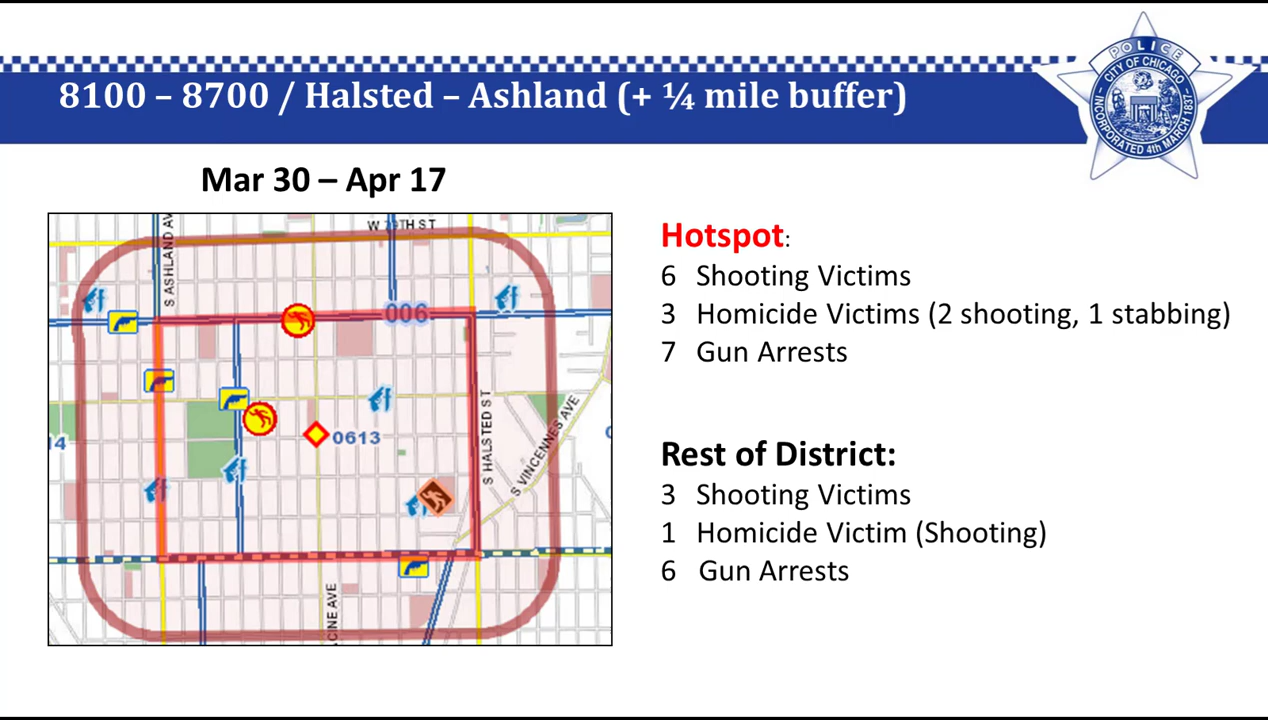 8100 – 8700 / Halsted – Ashland (+ ¼ mile buffer)
POLICE
CITY OF CHICAGO
INCORPORATED 4th MARCH 1837
Mar 30 – Apr 17
S ASHLAND AV
W 79TH ST
006
0613
14
S HALSTED ST
S VINCENNES AVE
CINE AVE
Hotspot:
6 Shooting Victims
3 Homicide Victims (2 shooting, 1 stabbing)
7 Gun Arrests
Rest of District:
3 Shooting Victims
1 Homicide Victim (Shooting)
6 Gun Arrests